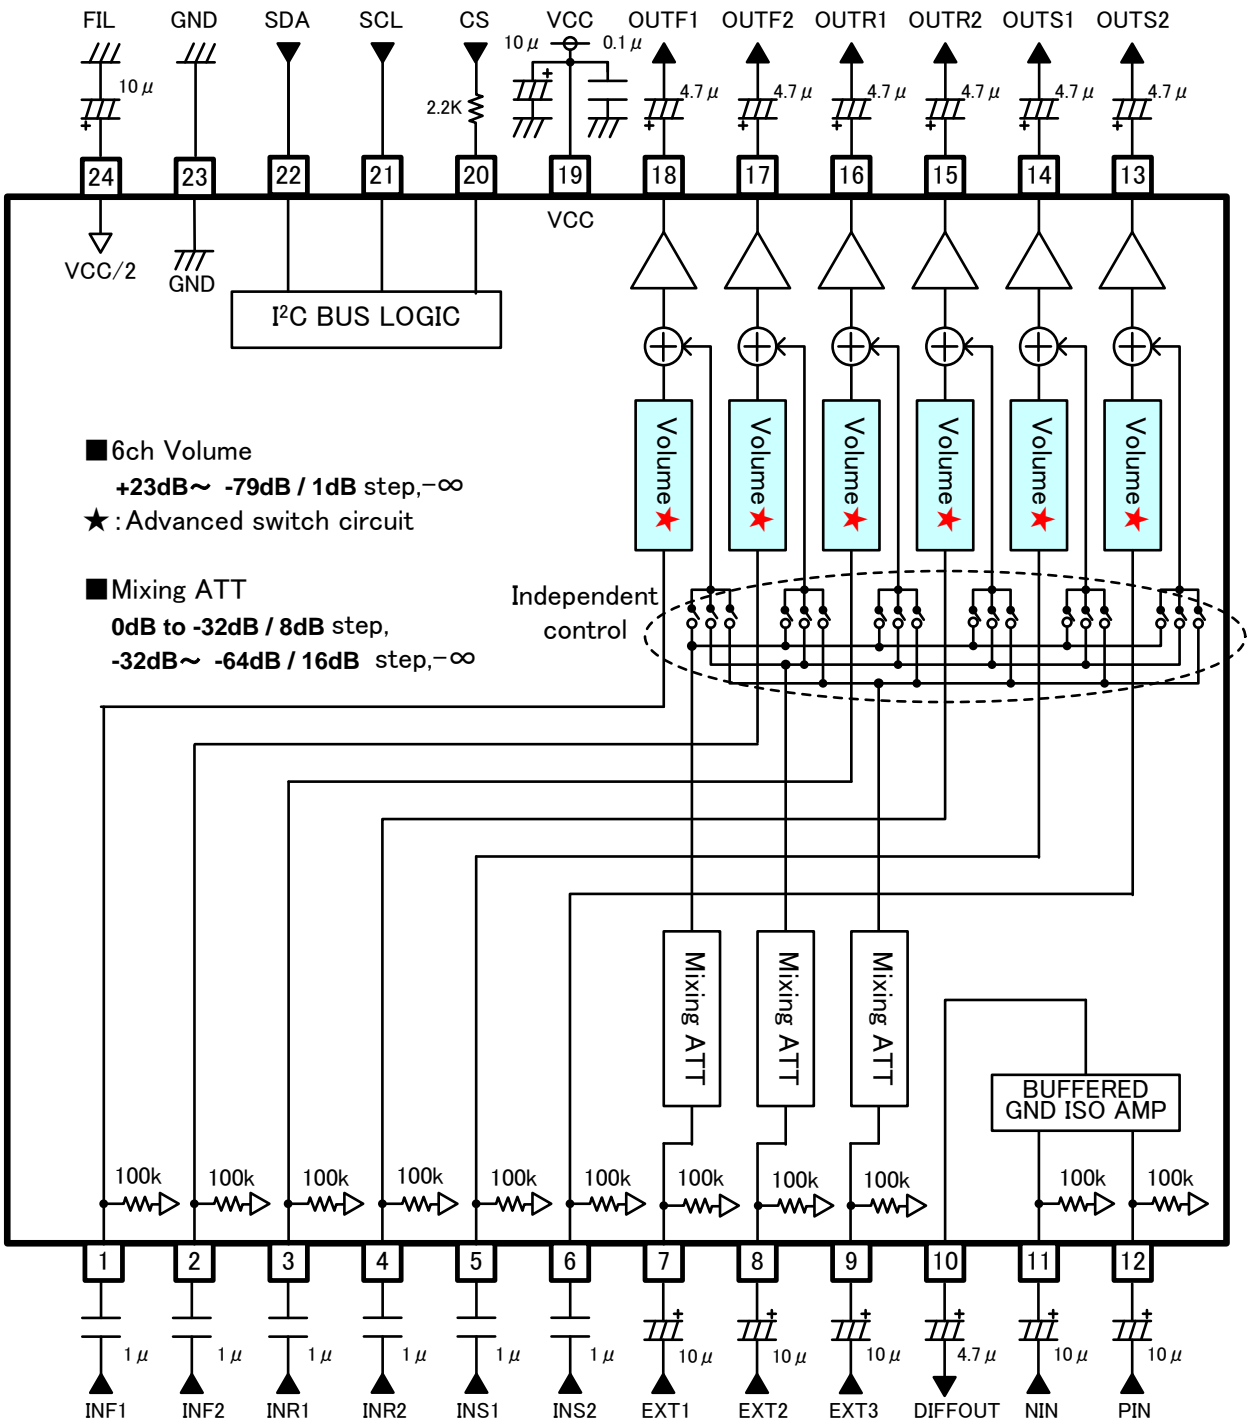 FIL GND SDA SCL CS VCC OUTF1 OUTF2 OUTR1 OUTR2 OUTS1 OUTS2
10μ 0.1μ
10μ 2.2K 4.7μ 4.7μ 4.7μ 4.7μ 4.7μ 4.7μ
+ + + + + + + +
24 23 22 21 20 19 18 17 16 15 14 13
VCC
VCC/2 GND
I²C BUS LOGIC
Volume★ Volume★ Volume★ Volume★ Volume★ Volume★
■6ch Volume
+23dB～ -79dB / 1dB step,-∞
★:Advanced switch circuit
■Mixing ATT
0dB to -32dB / 8dB step,
-32dB～ -64dB / 16dB step,-∞
Independent
control
Mixing ATT Mixing ATT Mixing ATT
BUFFERED
GND ISO AMP
100k 100k 100k 100k 100k 100k 100k 100k 100k 100k 100k
1 2 3 4 5 6 7 8 9 10 11 12
+ + + + + +
1μ 1μ 1μ 1μ 1μ 1μ 10μ 10μ 10μ 4.7μ 10μ 10μ
INF1 INF2 INR1 INR2 INS1 INS2 EXT1 EXT2 EXT3 DIFFOUT NIN PIN